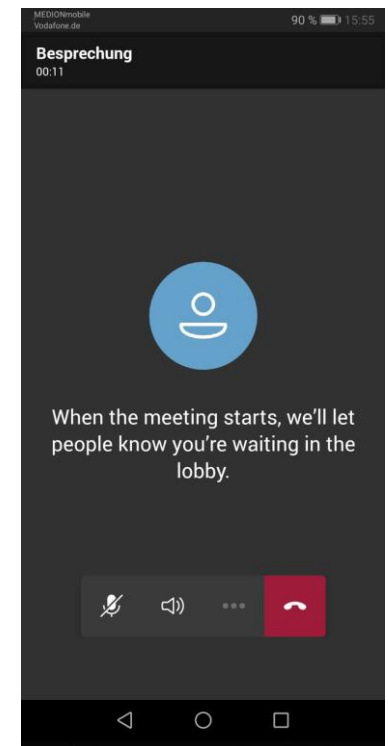 MEDIONmobile
Vodafone.de
90 % 15:55
Besprechung
00:11
When the meeting starts, we'll let
people know you're waiting in the
lobby.